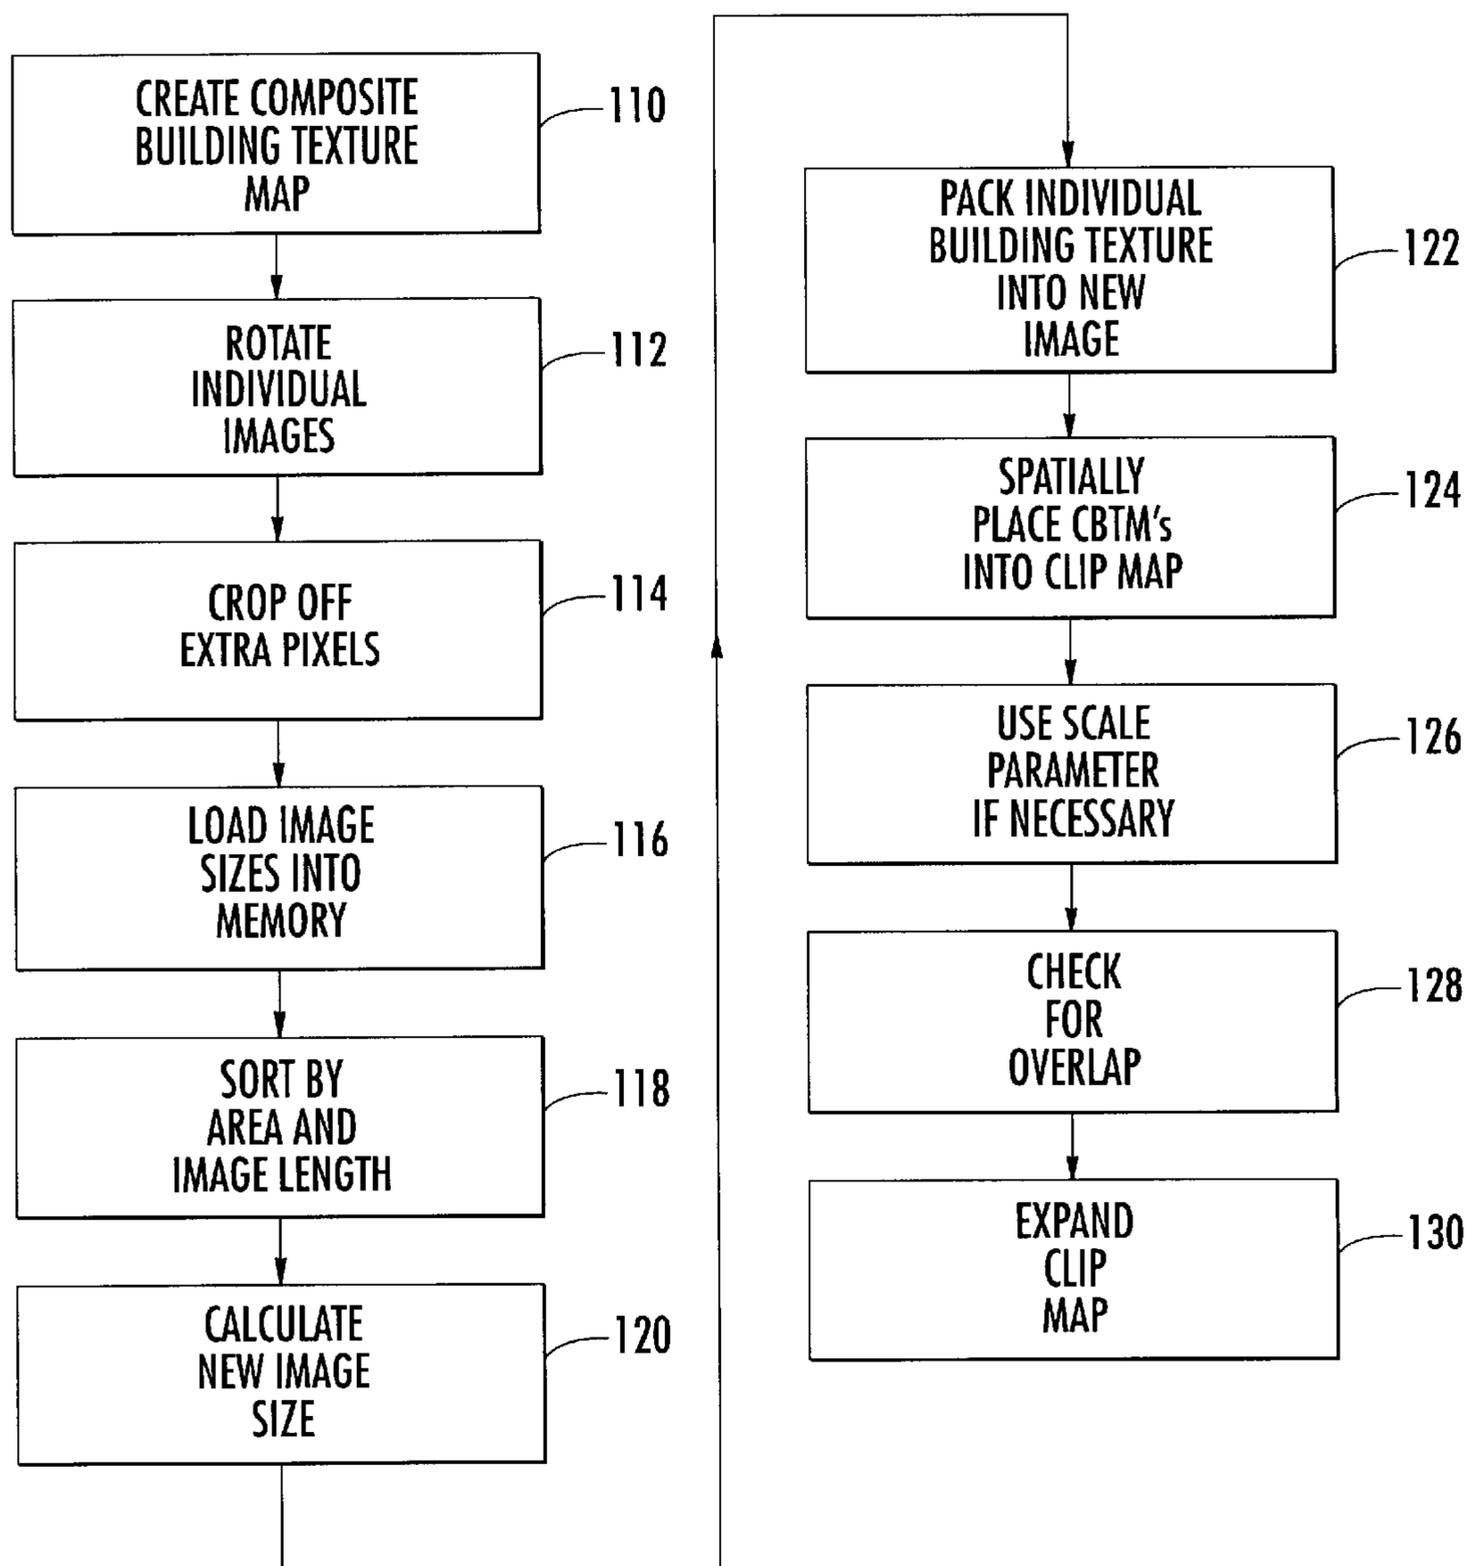 CREATE COMPOSITE
BUILDING TEXTURE
MAP
110
ROTATE
INDIVIDUAL
IMAGES
112
CROP OFF
EXTRA PIXELS
114
LOAD IMAGE
SIZES INTO
MEMORY
116
SORT BY
AREA AND
IMAGE LENGTH
118
CALCULATE
NEW IMAGE
SIZE
120
PACK INDIVIDUAL
BUILDING TEXTURE
INTO NEW
IMAGE
122
SPATIALLY
PLACE CBTM's
INTO CLIP MAP
124
USE SCALE
PARAMETER
IF NECESSARY
126
CHECK
FOR
OVERLAP
128
EXPAND
CLIP
MAP
130